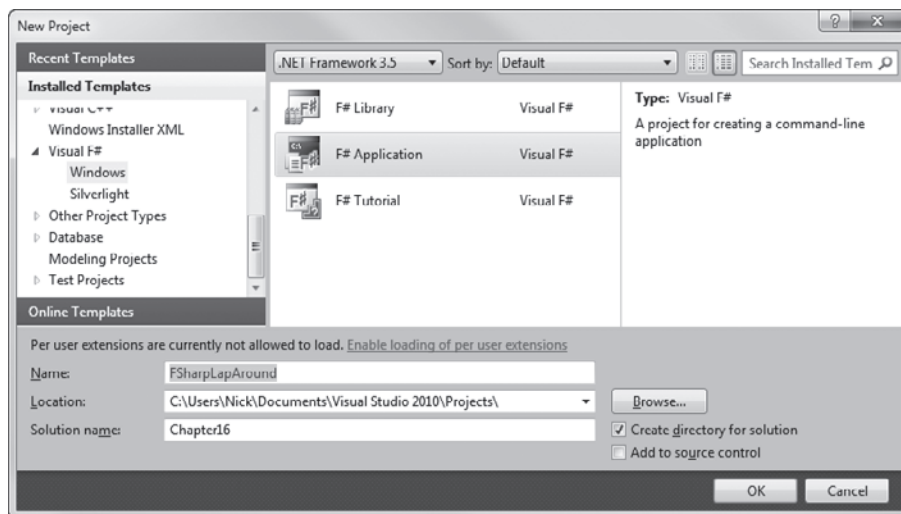 New Project
Recent Templates
.NET Framework 3.5
Sort by: Default
Search Installed Tem
Installed Templates
Visual C++
Windows Installer XML
Visual F#
Windows
Silverlight
Other Project Types
Database
Modeling Projects
Test Projects
Online Templates
F# Library Visual F#
F# Application Visual F#
F# Tutorial Visual F#
Type: Visual F#
A project for creating a command-line
application
Per user extensions are currently not allowed to load. Enable loading of per user extensions
Name: FSharpLapAround
Location: C:\Users\Nick\Documents\Visual Studio 2010\Projects\ Browse...
Solution name: Chapter16
Create directory for solution
Add to source control
OK Cancel